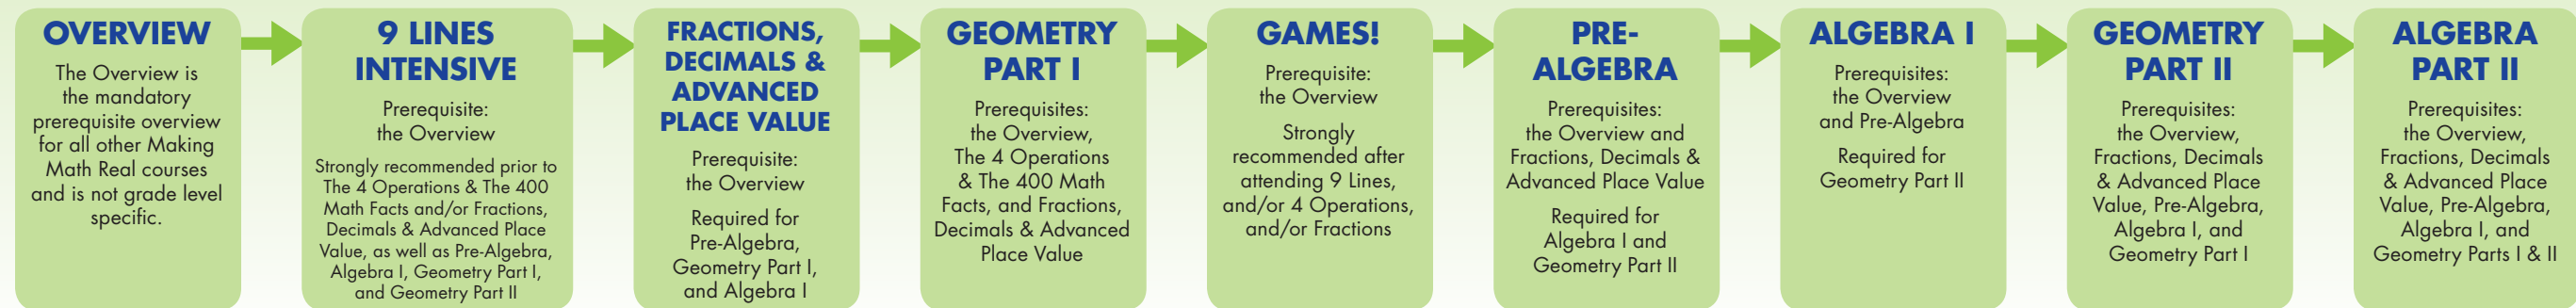 OVERVIEW
The Overview is
the mandatory
prerequisite overview
for all other Making
Math Real courses
and is not grade level
specific.
9 LINES
INTENSIVE
Prerequisite:
the Overview
Strongly recommended prior to
The 4 Operations & The 400
Math Facts and/or Fractions,
Decimals & Advanced Place
Value, as well as Pre-Algebra,
Algebra I, Geometry Part I,
and Geometry Part II
FRACTIONS,
DECIMALS &
ADVANCED
PLACE VALUE
Prerequisite:
the Overview
Required for
Pre-Algebra,
Geometry Part I,
and Algebra I
GEOMETRY
PART I
Prerequisites:
the Overview,
The 4 Operations
& The 400 Math
Facts, and Fractions,
Decimals & Advanced
Place Value
GAMES!
Prerequisite:
the Overview
Strongly
recommended after
attending 9 Lines,
and/or 4 Operations,
and/or Fractions
PRE-
ALGEBRA
Prerequisites:
the Overview and
Fractions, Decimals &
Advanced Place Value
Required for
Algebra I and
Geometry Part II
ALGEBRA I
Prerequisites:
the Overview
and Pre-Algebra
Required for
Geometry Part II
GEOMETRY
PART II
Prerequisites:
the Overview,
Fractions, Decimals
& Advanced Place
Value, Pre-Algebra,
Algebra I, and
Geometry Part I
ALGEBRA
PART II
Prerequisites:
the Overview,
Fractions, Decimals
& Advanced Place
Value, Pre-Algebra,
Algebra I, and
Geometry Parts I & II